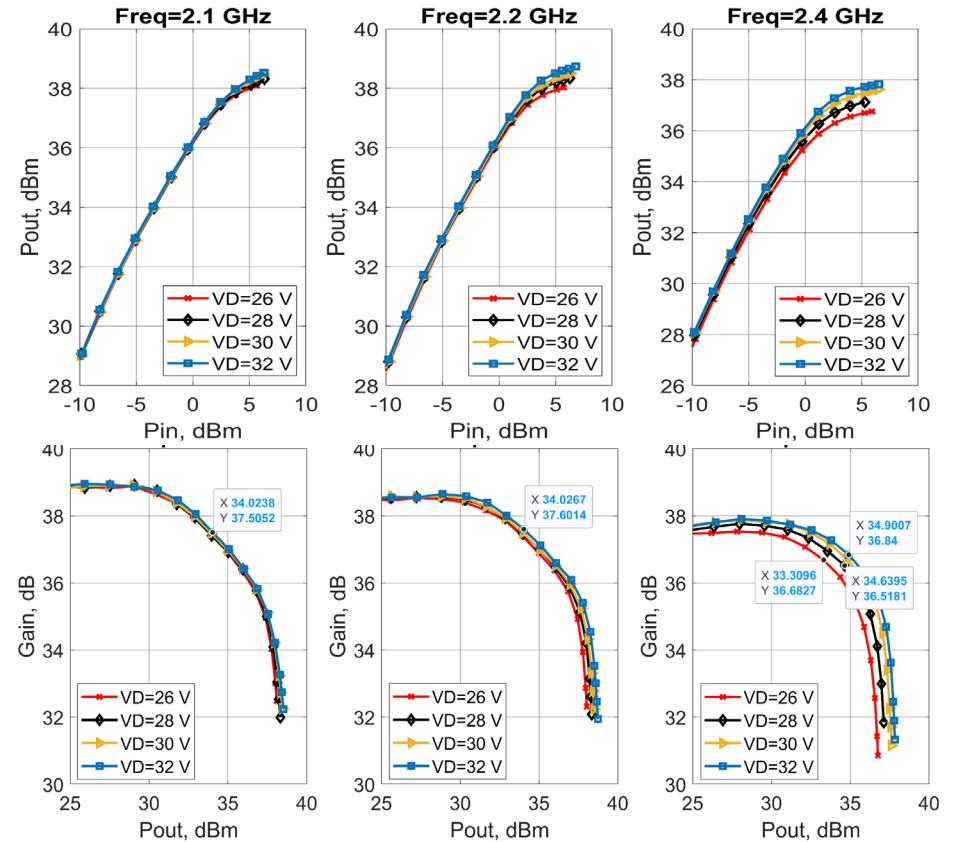 Freq=2.1 GHz
40
38
36
34
32
30
28
Pout, dBm
-10
-5
0
5
10
Pin, dBm
VD=26 V
VD=28 V
VD=30 V
VD=32 V
Freq=2.2 GHz
40
38
36
34
32
30
28
Pout, dBm
-10
-5
0
5
10
Pin, dBm
VD=26 V
VD=28 V
VD=30 V
VD=32 V
Freq=2.4 GHz
40
38
36
34
32
30
28
26
Pout, dBm
-10
-5
0
5
10
Pin, dBm
VD=26 V
VD=28 V
VD=30 V
VD=32 V
40
38
36
34
32
30
Gain, dB
X 34.0238
Y 37.5052
VD=26 V
VD=28 V
VD=30 V
VD=32 V
25
30
35
40
Pout, dBm
40
38
36
34
32
30
Gain, dB
X 34.0267
Y 37.6014
VD=26 V
VD=28 V
VD=30 V
VD=32 V
25
30
35
40
Pout, dBm
40
38
36
34
32
30
Gain, dB
X 34.9007
Y 36.84
X 33.3096
Y 36.6827
X 34.6395
Y 36.5181
VD=26 V
VD=28 V
VD=30 V
VD=32 V
25
30
35
40
Pout, dBm